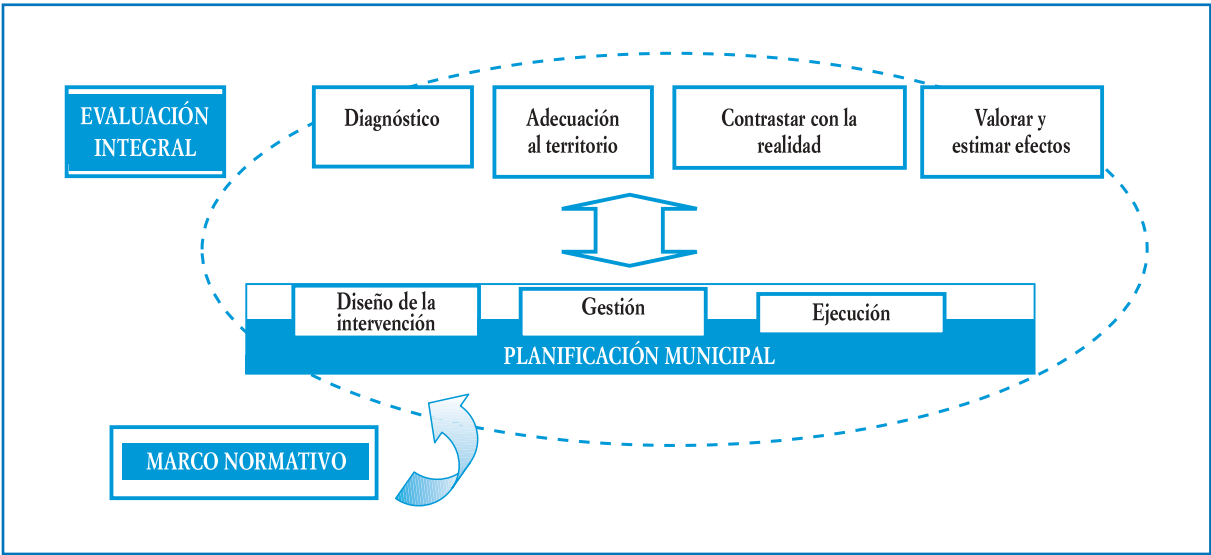 EVALUACIÓN
INTEGRAL
Diagnóstico
Adecuación
al territorio
Contrastar con la
realidad
Valorar y
estimar efectos
Diseño de la
intervención
Gestión
Ejecución
PLANIFICACIÓN MUNICIPAL
MARCO NORMATIVO